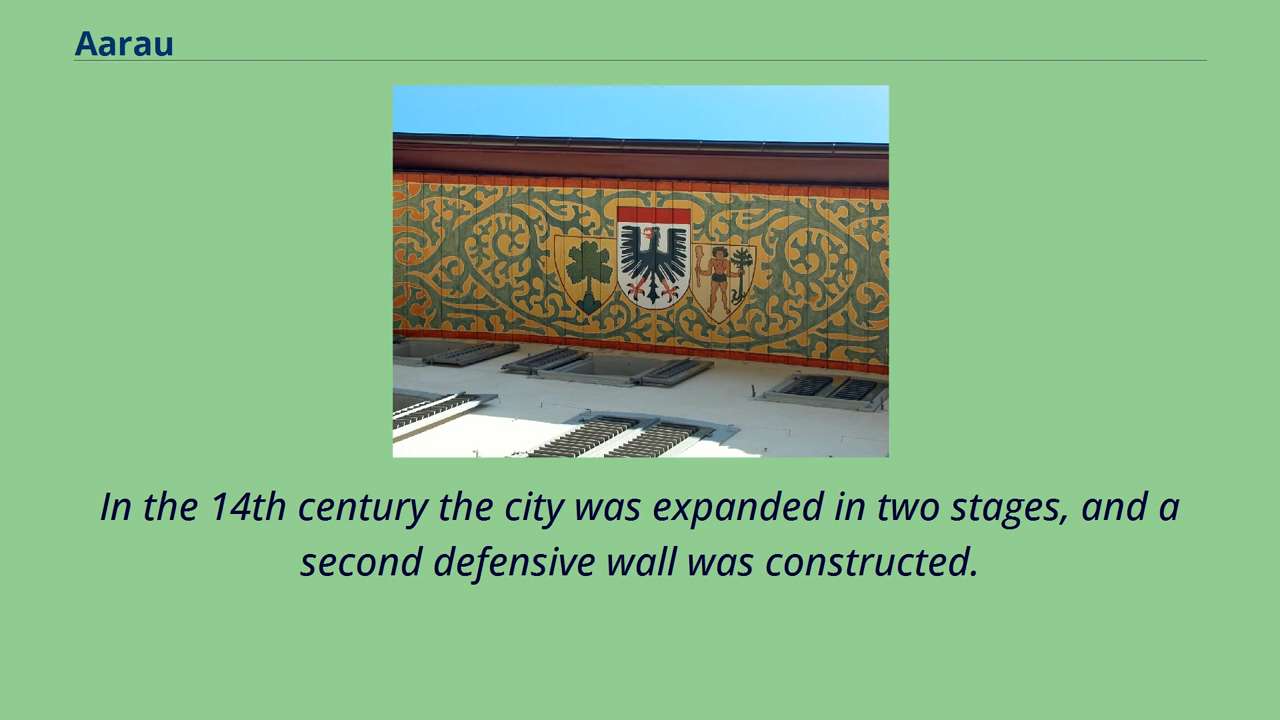 Aarau
In the 14th century the city was expanded in two stages, and a
second defensive wall was constructed.